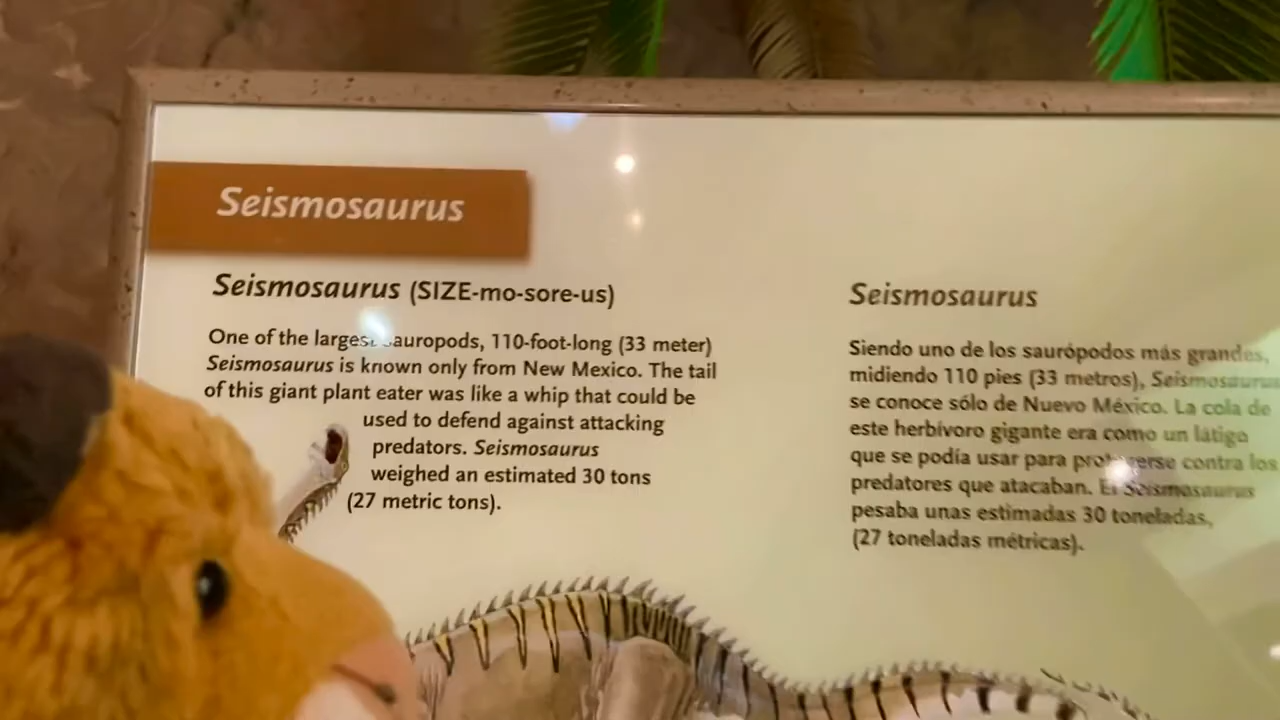 Seismosaurus
Seismosaurus (SIZE-mo-sore-us)
One of the largest sauropods, 110-foot-long (33 meter)
Seismosaurus is known only from New Mexico. The tail
of this giant plant eater was like a whip that could be
used to defend against attacking
predators. Seismosaurus
weighed an estimated 30 tons
(27 metric tons).
Seismosaurus
Siendo uno de los saurópodos más grandes,
midiendo 110 pies (33 metros), Seismosaurus
se conoce sólo de Nuevo México. La cola de
este herbívoro gigante era como un látigo
que se podía usar para protegerse contra los
predatores que atacaban. El Seismosaurus
pesaba unas estimadas 30 toneladas,
(27 toneladas métricas).